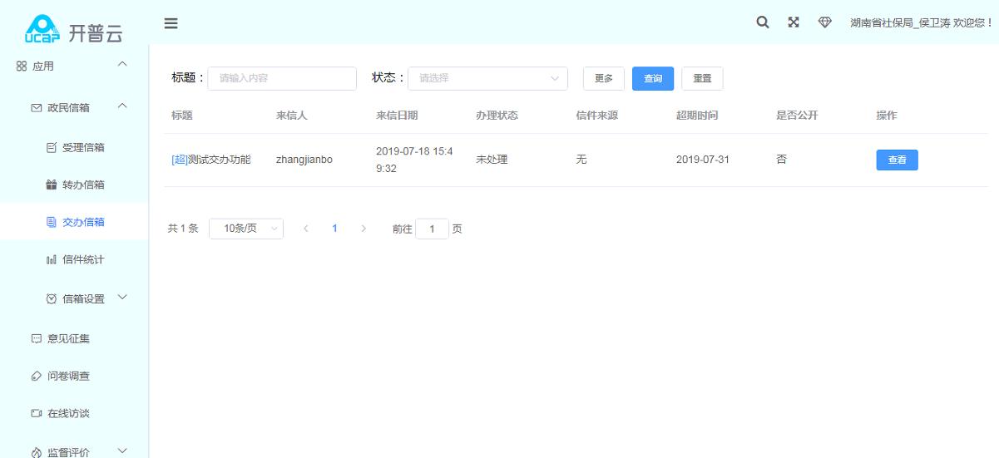 UCAP 开普云
湖南省社保局_侯卫涛 欢迎您！
应用
政民信箱
受理信箱
转办信箱
交办信箱
信件统计
信箱设置
意见征集
问卷调查
在线访谈
监督评价
标题： 请输入内容 状态： 请选择 更多 查询 重置
标题 来信人 来信日期 办理状态 信件来源 超期时间 是否公开 操作
[超]测试交办功能 zhangjianbo 2019-07-18 15:4 未处理 无 2019-07-31 否 查看
9:32
共 1 条 10条/页 1 前往 1 页